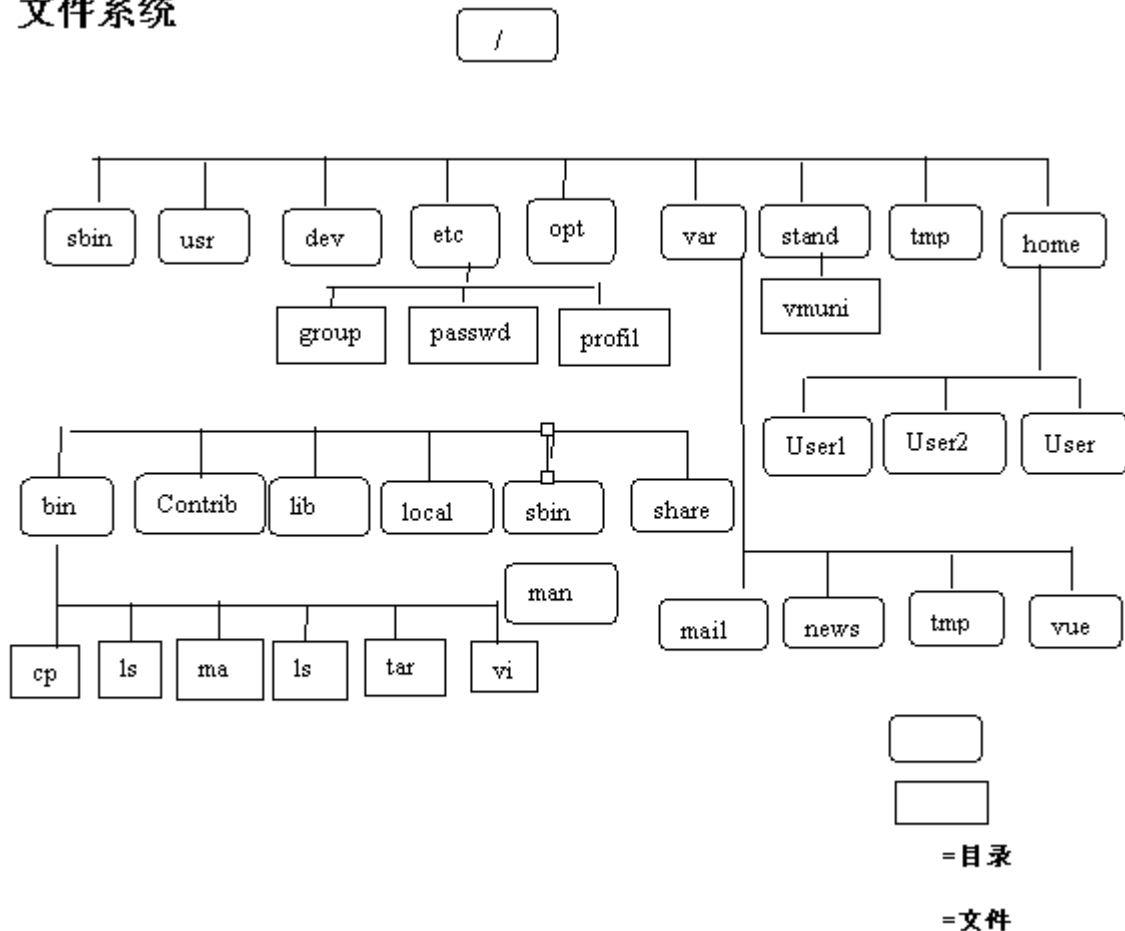 文件系统
/
sbin usr dev etc opt var stand tmp home
group passwd profil vmuni
User1 User2 User
bin Contrib lib local sbin share
man
mail news tmp vue
cp ls ma ls tar vi
=目录
=文件